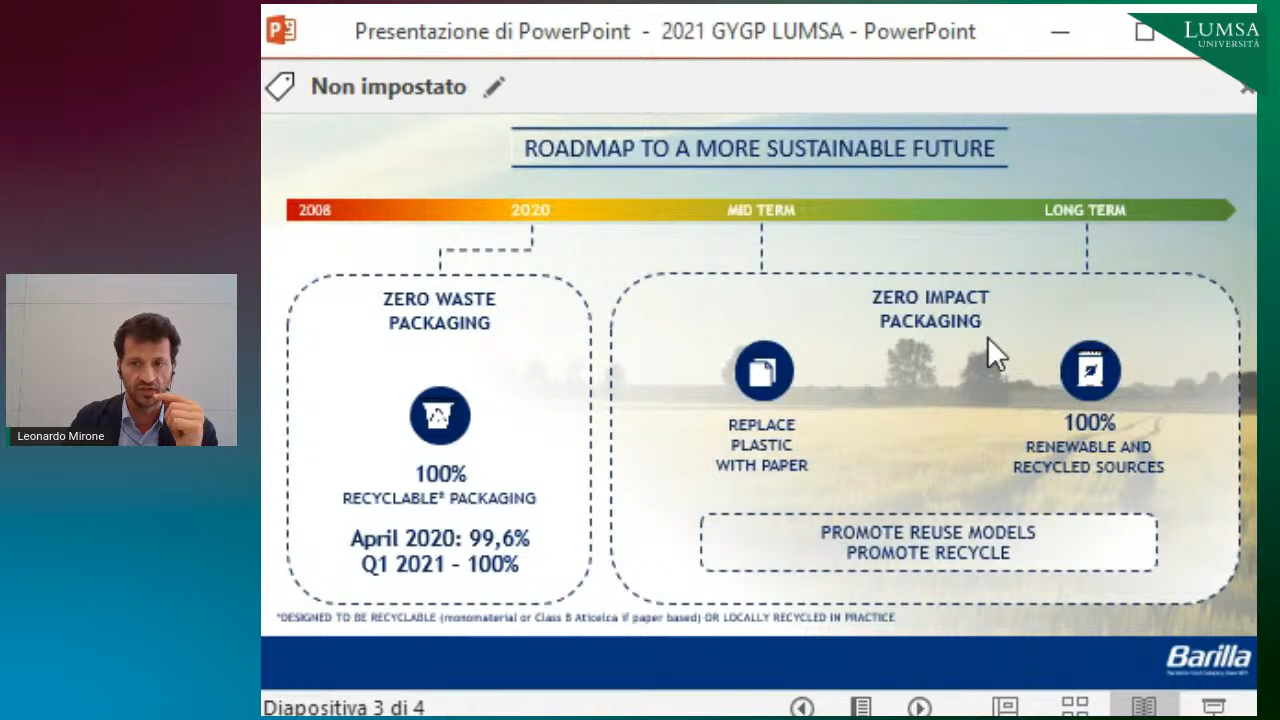 Presentazione di PowerPoint - 2021 GYGP LUMSA - PowerPoint
LUMSA
UNIVERSITÀ
Non impostato
ROADMAP TO A MORE SUSTAINABLE FUTURE
2008
2020
MID TERM
LONG TERM
ZERO WASTE
PACKAGING
100%
RECYCLABLE* PACKAGING
April 2020: 99,6%
Q1 2021 – 100%
ZERO IMPACT
PACKAGING
REPLACE
PLASTIC
WITH PAPER
100%
RENEWABLE AND
RECYCLED SOURCES
PROMOTE REUSE MODELS
PROMOTE RECYCLE
*DESIGNED TO BE RECYCLABLE (monomaterial or Class B Aticelca if paper based) OR LOCALLY RECYCLED IN PRACTICE
Leonardo Mirone
Barilla
Diapositiva 3 di 4